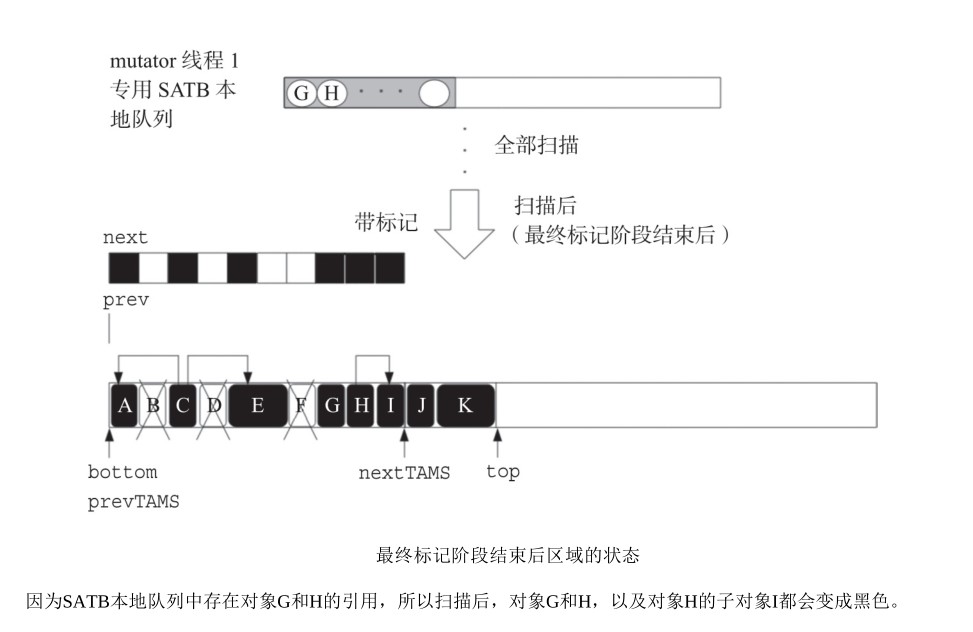 mutator 线程 1
专用 SATB 本
地队列
G H · · ·
全部扫描
扫描后
（最终标记阶段结束后）
带标记
next
prev
A B C D E F G H I J K
bottom
prevTAMS
nextTAMS
top
最终标记阶段结束后区域的状态
因为SATB本地队列中存在对象G和H的引用，所以扫描后，对象G和H，以及对象H的子对象I都会变成黑色。